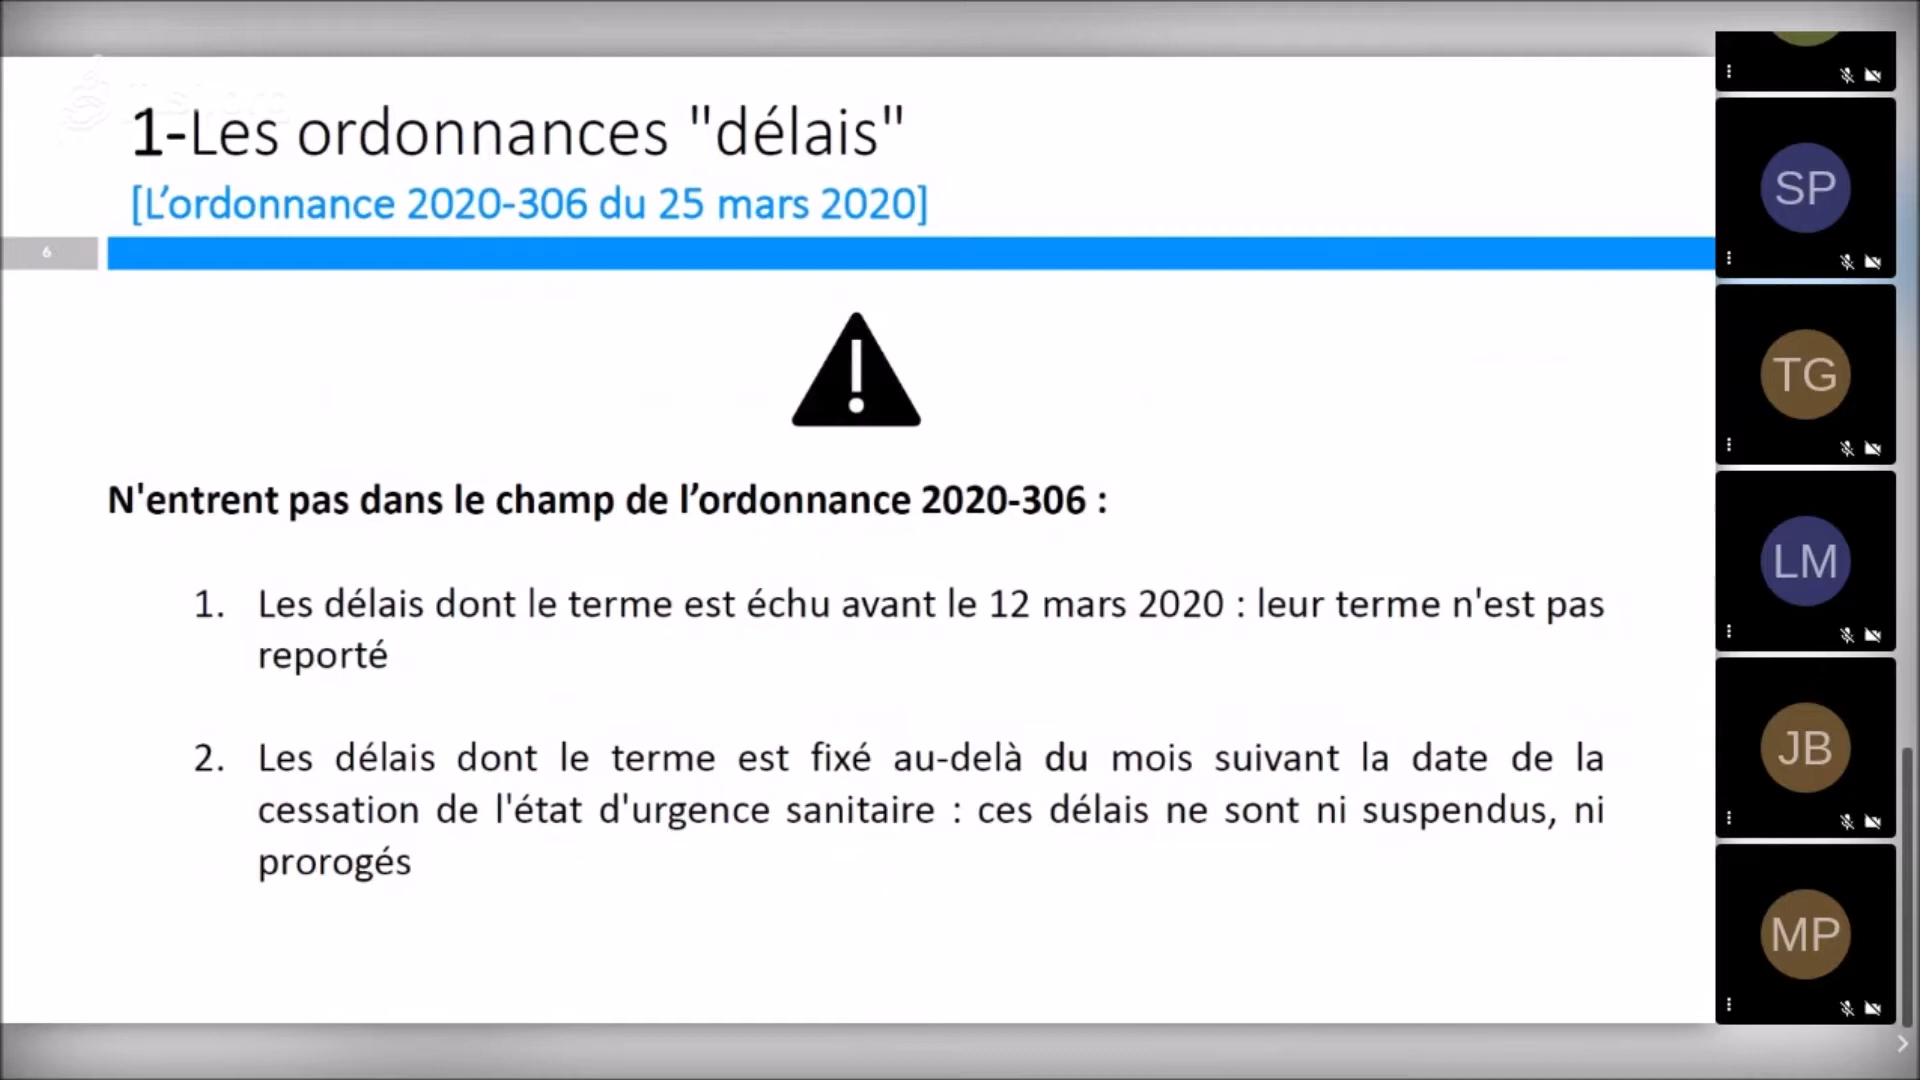 1-Les ordonnances "délais"
[L’ordonnance 2020-306 du 25 mars 2020]
6
N'entrent pas dans le champ de l’ordonnance 2020-306 :
1. Les délais dont le terme est échu avant le 12 mars 2020 : leur terme n'est pas
reporté
2. Les délais dont le terme est fixé au-delà du mois suivant la date de la
cessation de l'état d'urgence sanitaire : ces délais ne sont ni suspendus, ni
prorogés
SP
TG
LM
JB
MP